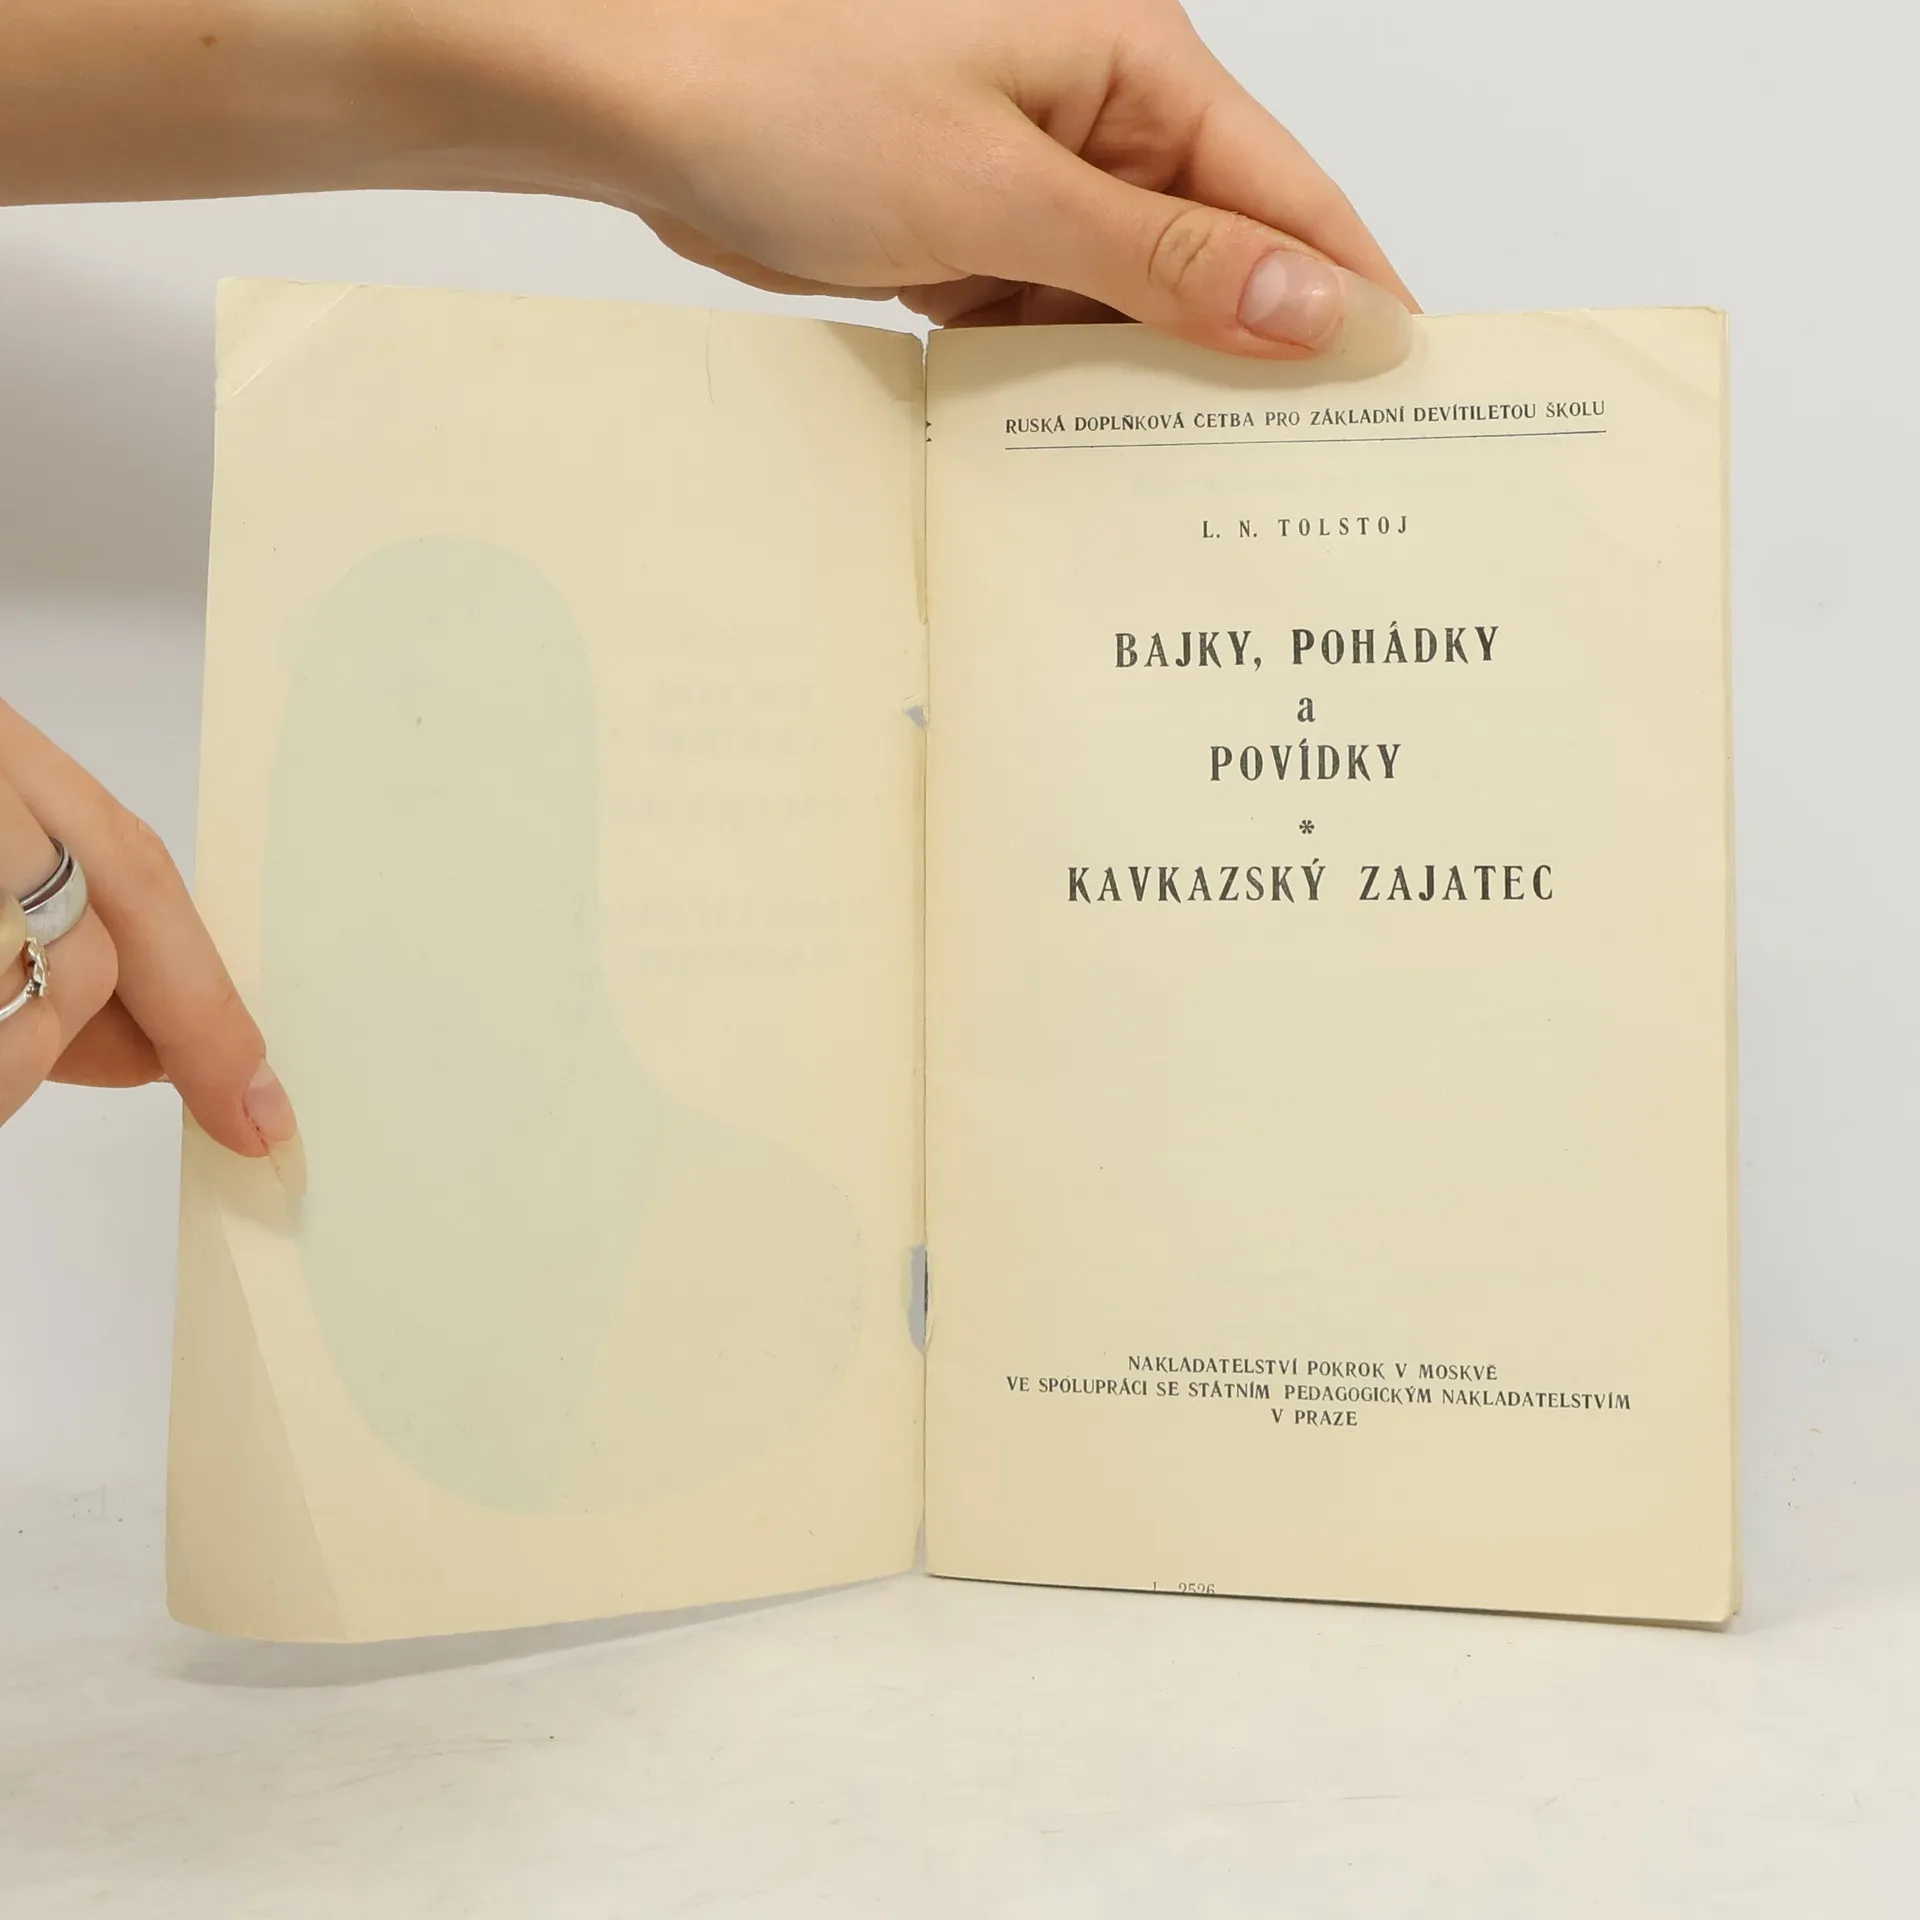 RUSKÁ DOPLŇKOVÁ ČETBA PRO ZÁKLADNÍ DEVÍTILETOU ŠKOLU
L. N. TOLSTOJ
BAJKY, POHÁDKY
a
POVÍDKY
*
KAVKAZSKÝ ZAJATEC
NAKLADATELSTVÍ POKROK V MOSKVĚ
VE SPOLUPRÁCI SE STÁTNÍM PEDAGOGICKÝM NAKLADATELSTVÍM
V PRAZE
2526